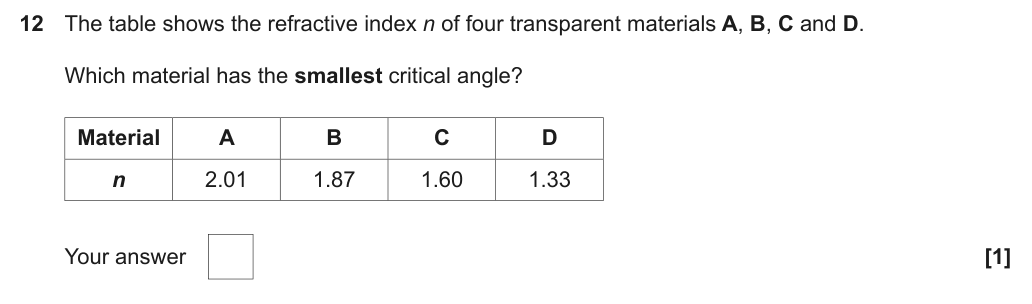 12 The table shows the refractive index n of four transparent materials A, B, C and D.
Which material has the smallest critical angle?
Material A B C D
n 2.01 1.87 1.60 1.33
Your answer [1]